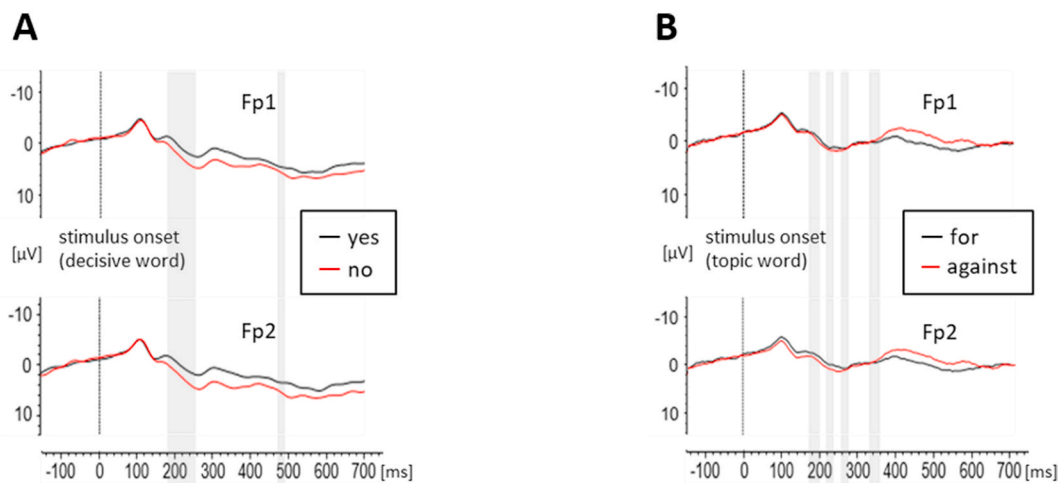 A
-10
0
10
Fp1
[µV]
stimulus onset
(decisive word)
yes
no
-10
0
10
Fp2
-100 0 100 200 300 400 500 600 700 [ms]
B
-10
0
10
Fp1
[µV]
stimulus onset
(topic word)
for
against
-10
0
10
Fp2
-100 0 100 200 300 400 500 600 700 [ms]